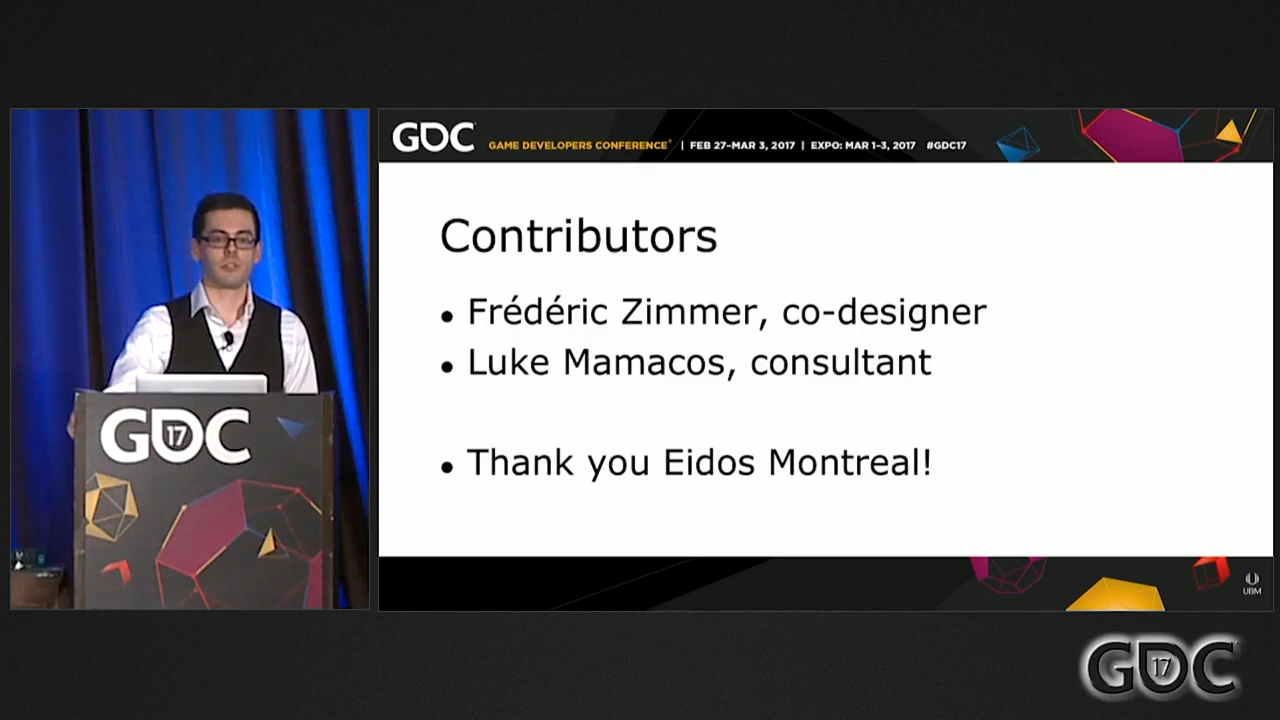 GDC
GAME DEVELOPERS CONFERENCE® | FEB 27–MAR 3, 2017 | EXPO: MAR 1–3, 2017 #GDC17
Contributors
• Frédéric Zimmer, co-designer
• Luke Mamacos, consultant
• Thank you Eidos Montreal!
GDC
17
UBM
GDC
17